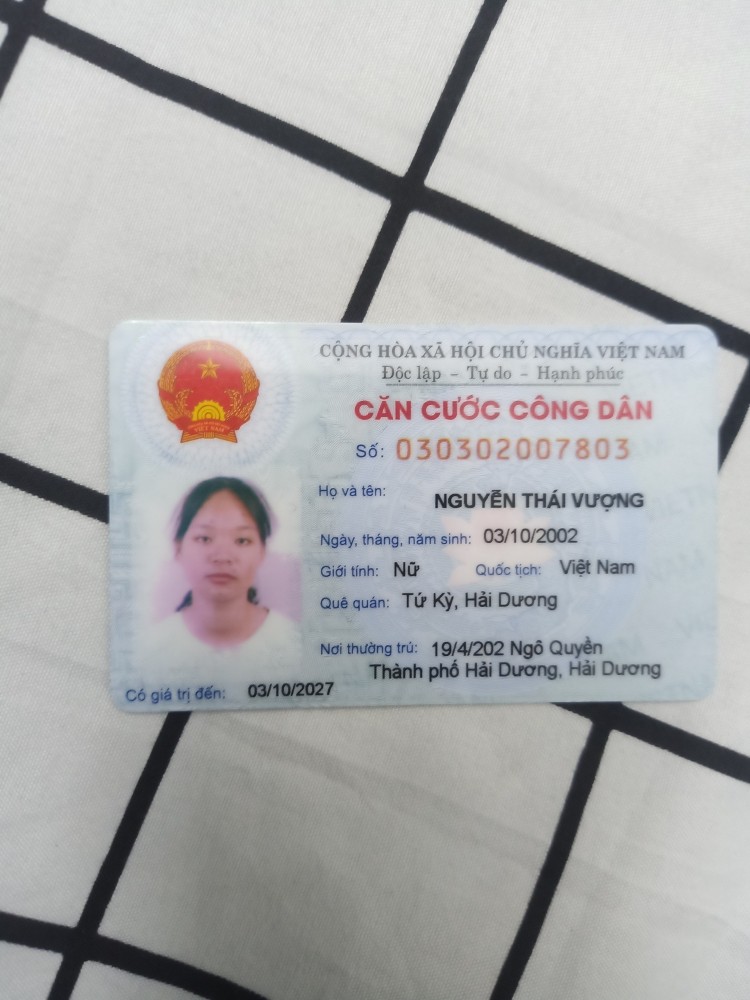 CỘNG HÒA XÃ HỘI CHỦ NGHĨA VIỆT NAM
Độc lập - Tự do - Hạnh phúc
CĂN CƯỚC CÔNG DÂN
Số: 030302007803
Họ và tên: NGUYỄN THÁI VƯỢNG
Ngày, tháng, năm sinh: 03/10/2002
Giới tính: Nữ Quốc tịch: Việt Nam
Quê quán: Tứ Kỳ, Hải Dương
Nơi thường trú: 19/4/202 Ngô Quyền
Thành phố Hải Dương, Hải Dương
Có giá trị đến: 03/10/2027